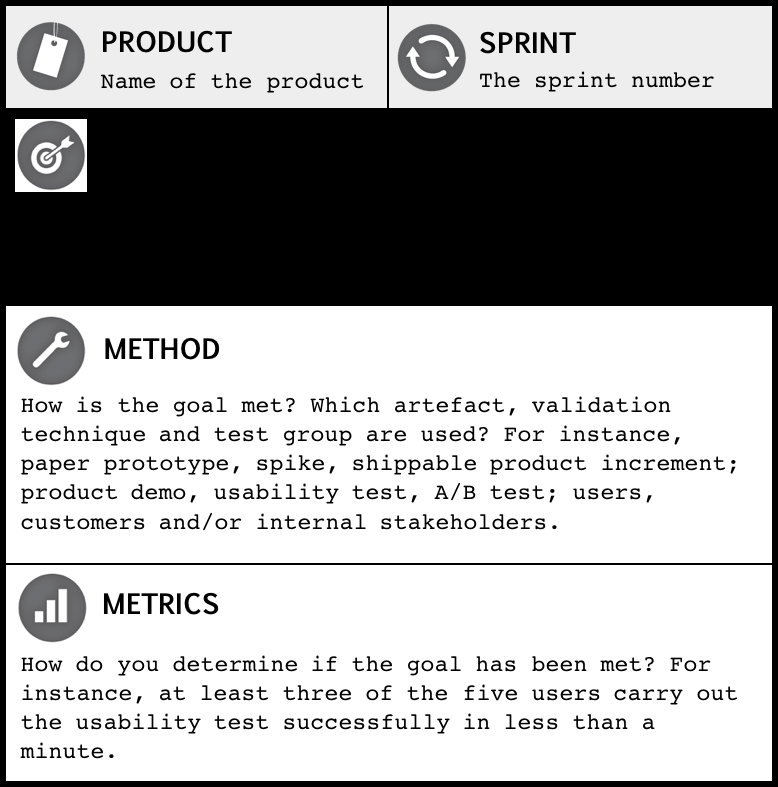 PRODUCT
Name of the product
SPRINT
The sprint number
METHOD
How is the goal met? Which artefact, validation
technique and test group are used? For instance,
paper prototype, spike, shippable product increment;
product demo, usability test, A/B test; users,
customers and/or internal stakeholders.
METRICS
How do you determine if the goal has been met? For
instance, at least three of the five users carry out
the usability test successfully in less than a
minute.